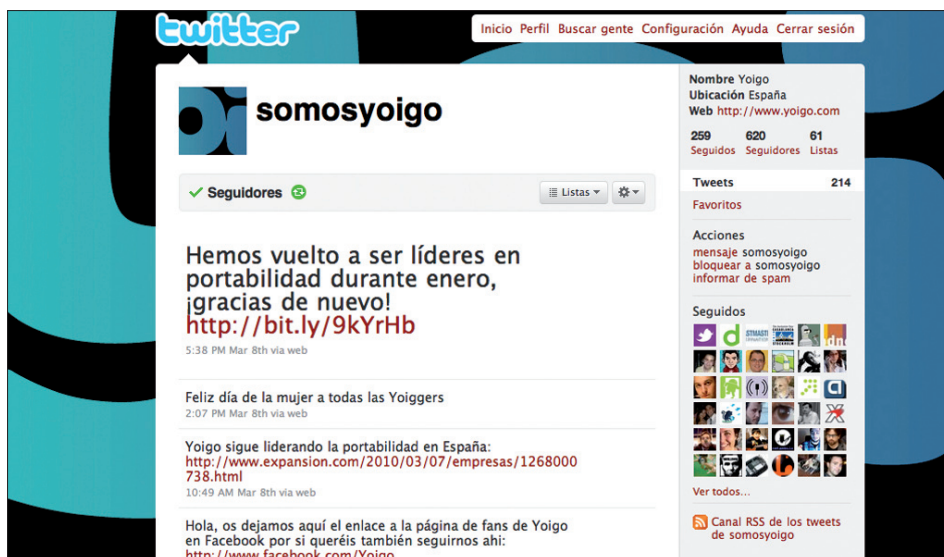 twitter
Inicio Perfil Buscar gente Configuración Ayuda Cerrar sesión
somosyoigo
Seguidores
Listas
Hemos vuelto a ser líderes en
portabilidad durante enero,
¡gracias de nuevo!
http://bit.ly/9kYrHb
5:38 PM Mar 8th via web
Feliz día de la mujer a todas las Yoiggers
2:07 PM Mar 8th via web
Yoigo sigue liderando la portabilidad en España:
http://www.expansion.com/2010/03/07/empresas/1268000
738.html
10:49 AM Mar 8th via web
Hola, os dejamos aquí el enlace a la página de fans de Yoigo
en Facebook por si queréis también seguirnos ahi:
http://www.facebook.com/Yoigo
Nombre Yoigo
Ubicación España
Web http://www.yoigo.com
259 620 61
Seguidos Seguidores Listas
Tweets 214
Favoritos
Acciones
mensaje somosyoigo
bloquear a somosyoigo
informar de spam
Seguidos
Ver todos...
Canal RSS de los tweets
de somosyoigo